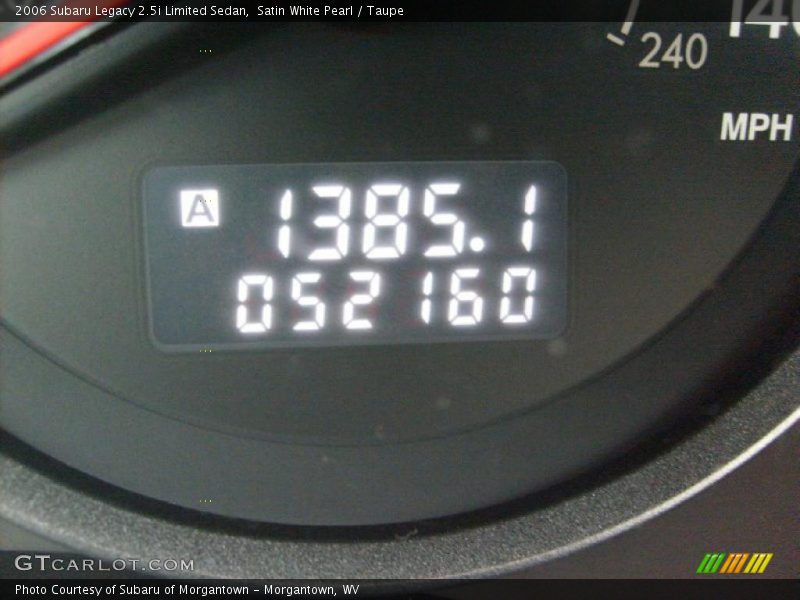 2006 Subaru Legacy 2.5i Limited Sedan, Satin White Pearl / Taupe
140
240
MPH
A 1385.1
052160
GTCARLOT.COM
Photo Courtesy of Subaru of Morgantown - Morgantown, WV